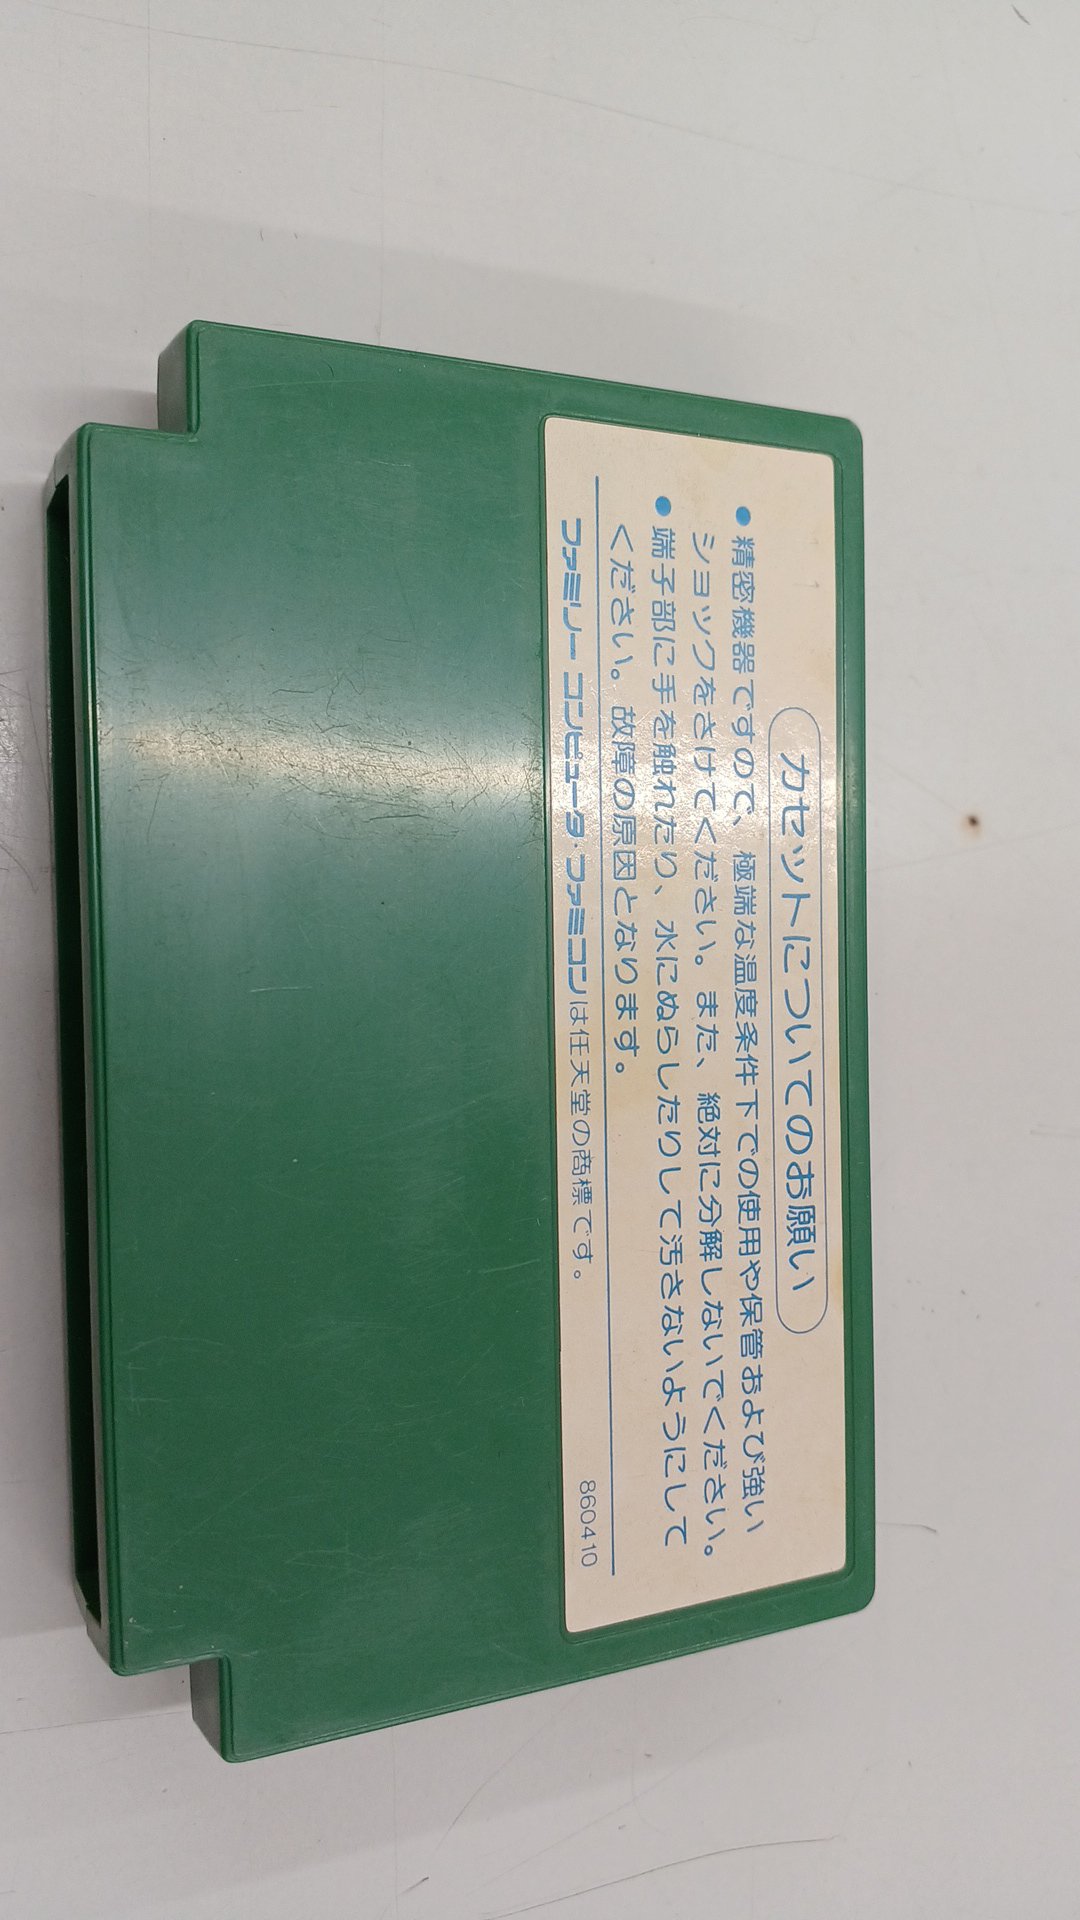 カセットについてのお願い
●精密機器ですので、極端な温度条件下での使用や保管および強い
ショックをさけてください。また、絶対に分解しないでください。
●端子部に手を触れたり、水にぬらしたりして汚さないようにして
ください。故障の原因となります。
ファミリー コンピュータ・ファミコンは任天堂の商標です。
860410